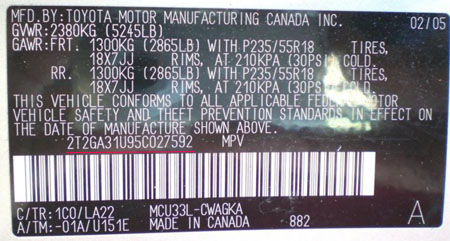 MFD. BY: TOYOTA MOTOR MANUFACTURING CANADA INC. 02/05
GVWR: 2380KG (5245LB)
GAWR: FRT. 1300KG (2865LB) WITH P235/55R18 TIRES,
18X7JJ RIMS, AT 210KPA (30PSI) COLD.
RR. 1300KG (2865LB) WITH P235/55R18 TIRES,
18X7JJ RIMS, AT 210KPA (30PSI) COLD.
THIS VEHICLE CONFORMS TO ALL APPLICABLE FEDERAL MOTOR
VEHICLE SAFETY AND THEFT PREVENTION STANDARDS IN EFFECT ON
THE DATE OF MANUFACTURE SHOWN ABOVE.
2T2GA31U95C027592 MPV
C/TR: 1C0/LA22 MCU33L-CWAGKA A
A/TM: -01A/U151E MADE IN CANADA 882